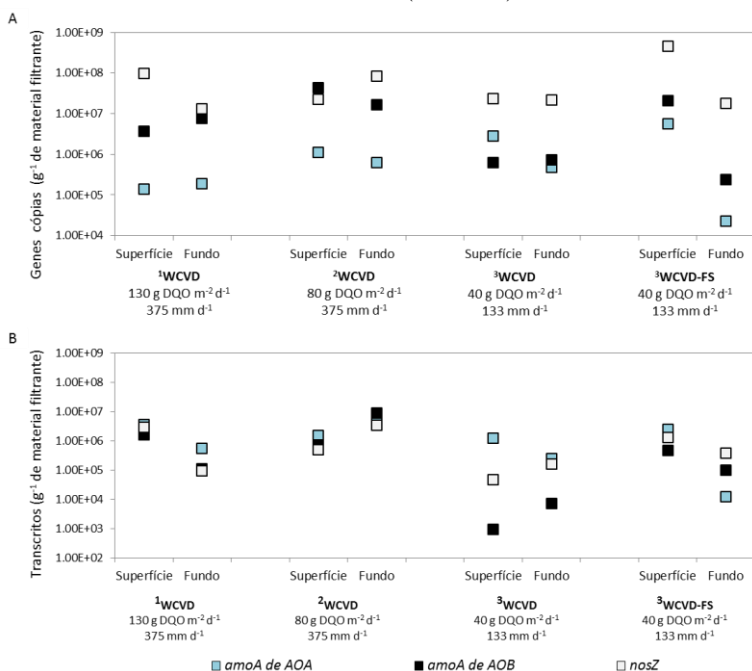 A
Genes cópias (g⁻¹ de material filtrante)
1.00E+09
1.00E+08
1.00E+07
1.00E+06
1.00E+05
1.00E+04
Superfície Fundo Superfície Fundo Superfície Fundo Superfície Fundo
¹WCVD ²WCVD ³WCVD ³WCVD-FS
130 g DQO m⁻² d⁻¹ 80 g DQO m⁻² d⁻¹ 40 g DQO m⁻² d⁻¹ 40 g DQO m⁻² d⁻¹
375 mm d⁻¹ 375 mm d⁻¹ 133 mm d⁻¹ 133 mm d⁻¹
B
Transcritos (g⁻¹ de material filtrante)
1.00E+09
1.00E+08
1.00E+07
1.00E+06
1.00E+05
1.00E+04
1.00E+03
1.00E+02
Superfície Fundo Superfície Fundo Superfície Fundo Superfície Fundo
¹WCVD ²WCVD ³WCVD ³WCVD-FS
130 g DQO m⁻² d⁻¹ 80 g DQO m⁻² d⁻¹ 40 g DQO m⁻² d⁻¹ 40 g DQO m⁻² d⁻¹
375 mm d⁻¹ 375 mm d⁻¹ 133 mm d⁻¹ 133 mm d⁻¹
amoA de AOA amoA de AOB nosZ